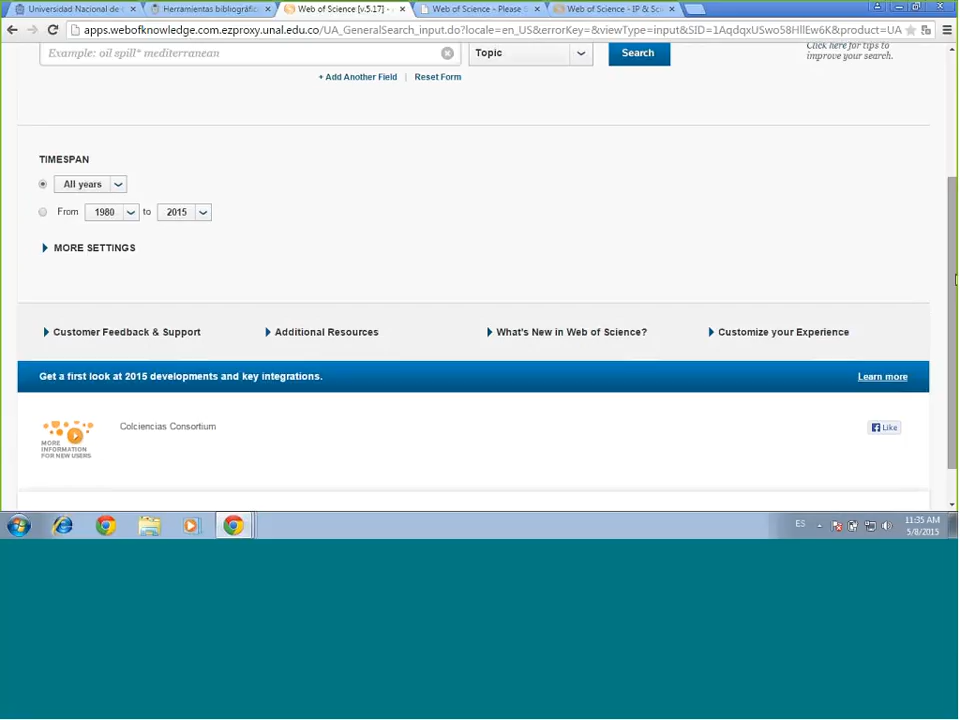 Universidad Nacional de C
Herramientas bibliográfic
Web of Science [v.5.17] -
Web of Science - Please S
Web of Science - IP & Sci
apps.webofknowledge.com.ezproxy.unal.edu.co/UA_GeneralSearch_input.do?locale=en_US&errorKey=&viewType=input&SID=1AqdqxUSwo58HllEw6K&product=UA
Example: oil spill* mediterranean
Topic
Search
Click here for tips to
improve your search.
+ Add Another Field | Reset Form
TIMESPAN
All years
From 1980 to 2015
MORE SETTINGS
Customer Feedback & Support
Additional Resources
What's New in Web of Science?
Customize your Experience
Get a first look at 2015 developments and key integrations.
Learn more
MORE
INFORMATION
FOR NEW USERS
Colciencias Consortium
Like
ES
11:35 AM
5/8/2015